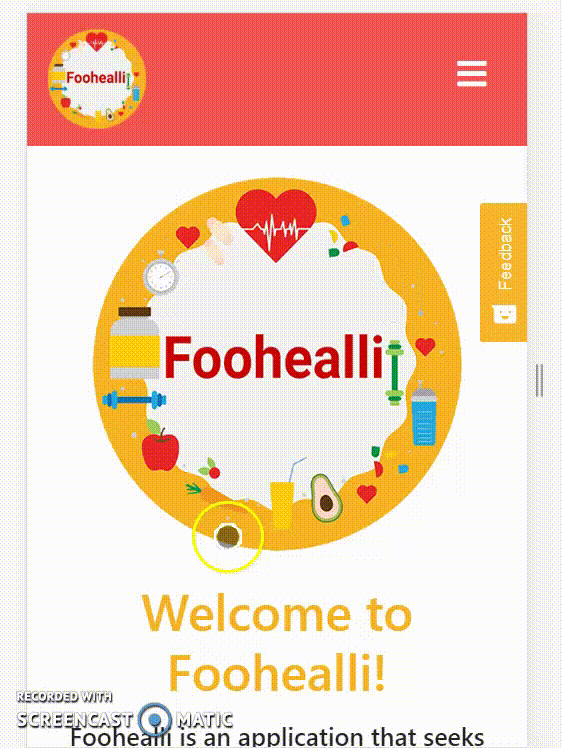 Foohealli
Feedback
Foohealli
Welcome to
Foohealli!
RECORDED WITH
SCREENCAST MATIC
Foohealli is an application that seeks